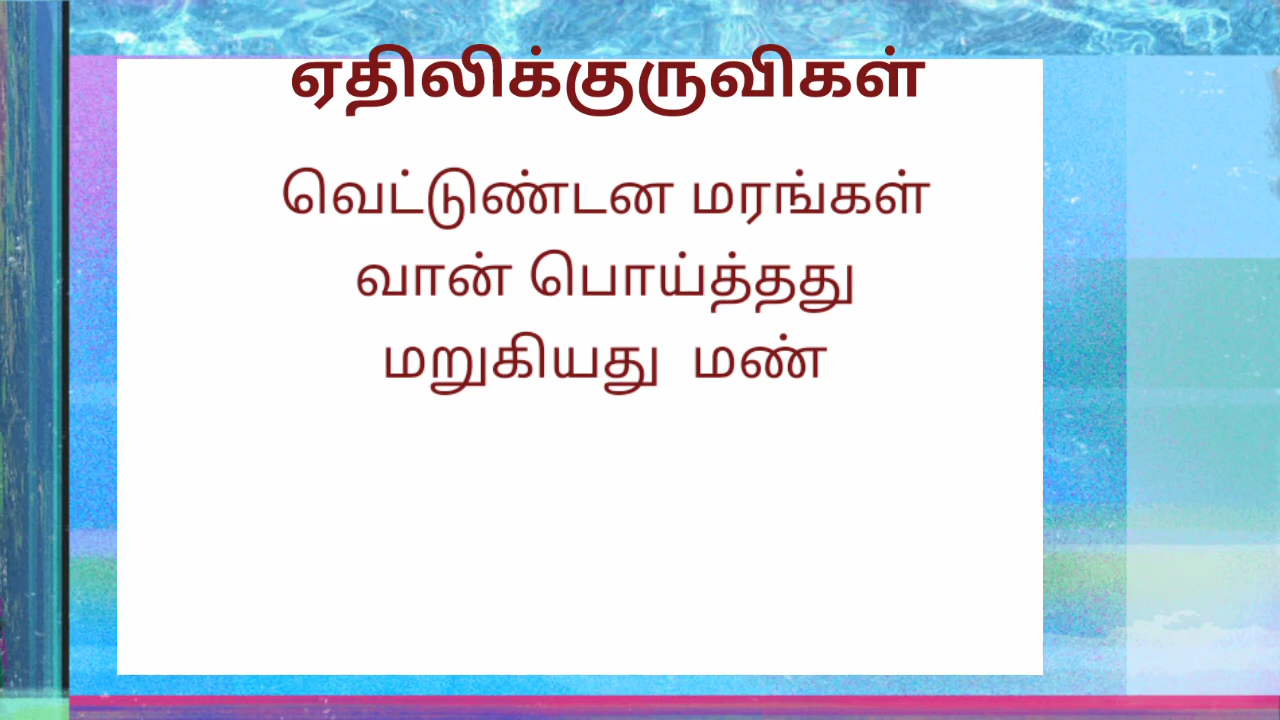 ஏதிலிக்குருவிகள்
வெட்டுண்டன மரங்கள்
வான் பொய்த்தது
மறுகியது மண்